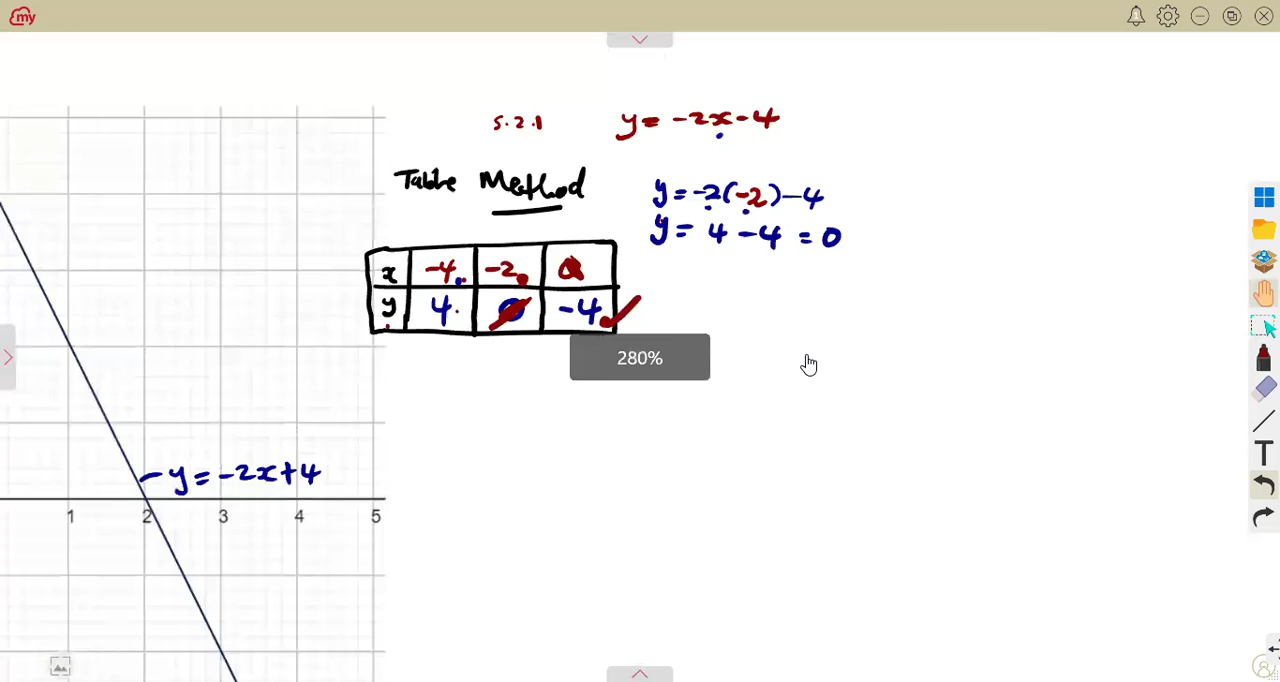 my
5.2.1 y = -2x-4
Table Method
y = -2(-2)-4
y = 4 -4 = 0
x -4 -2 0
y 4 0 -4
280%
y = -2x+4
1 2 3 4 5
T